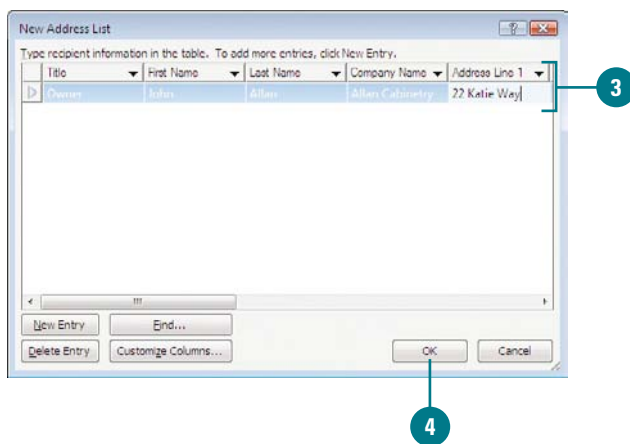 New Address List
Type recipient information in the table. To add more entries, click New Entry.
Title First Name Last Name Company Name Address Line 1
Owner John Allan Allan Cabinetry 22 Katie Way
3
New Entry Find...
Delete Entry Customize Columns... OK Cancel
4